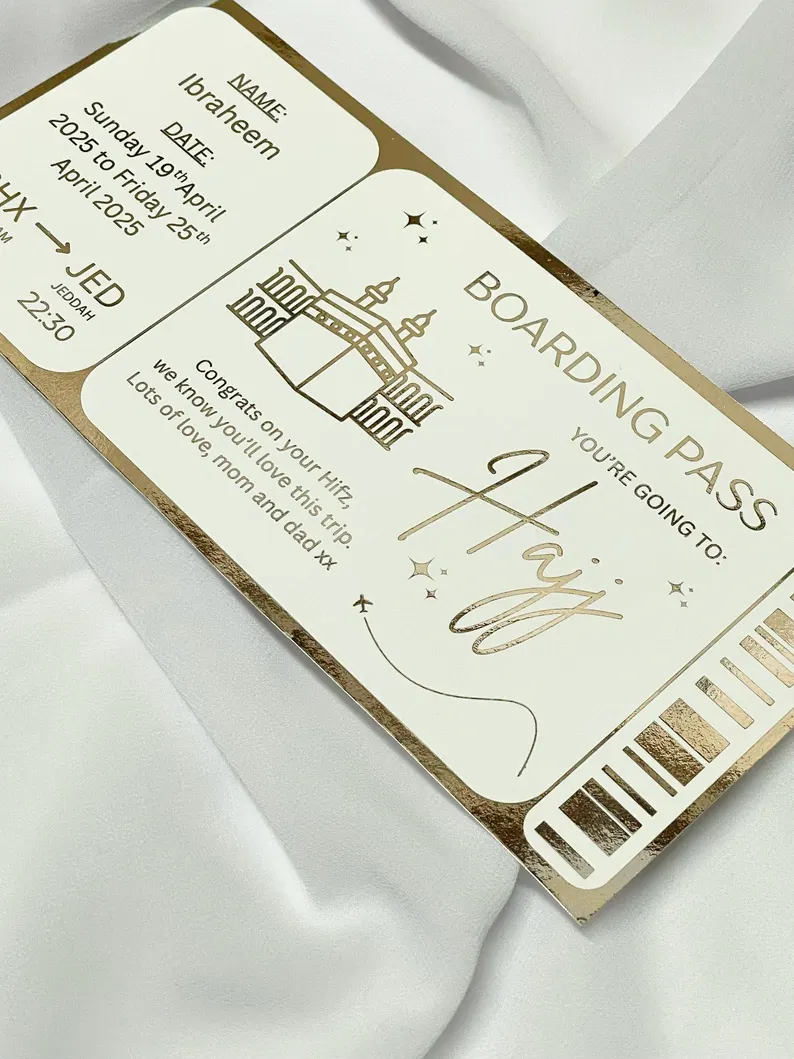 NAME:
Ibraheem
DATE:
Sunday 19th April
2025 to Friday 25th
April 2025
HX → JED
AM
JEDDAH
22:30
BOARDING PASS
YOU'RE GOING TO:
Hajj
Congrats on your Hifz,
we know you'll love this trip.
Lots of love, mom and dad xx